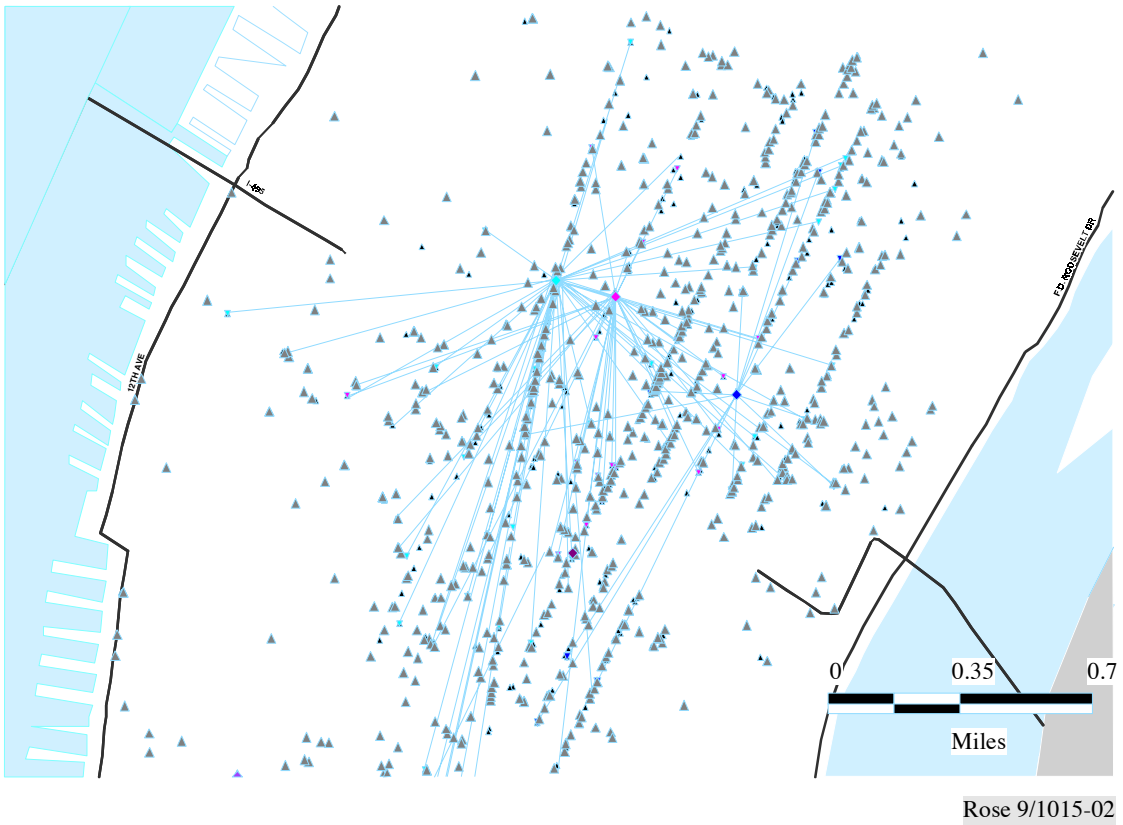 I-495
F.D. ROOSEVELT DR
12TH AVE
0 0.35 0.7
Miles
Rose 9/1015-02